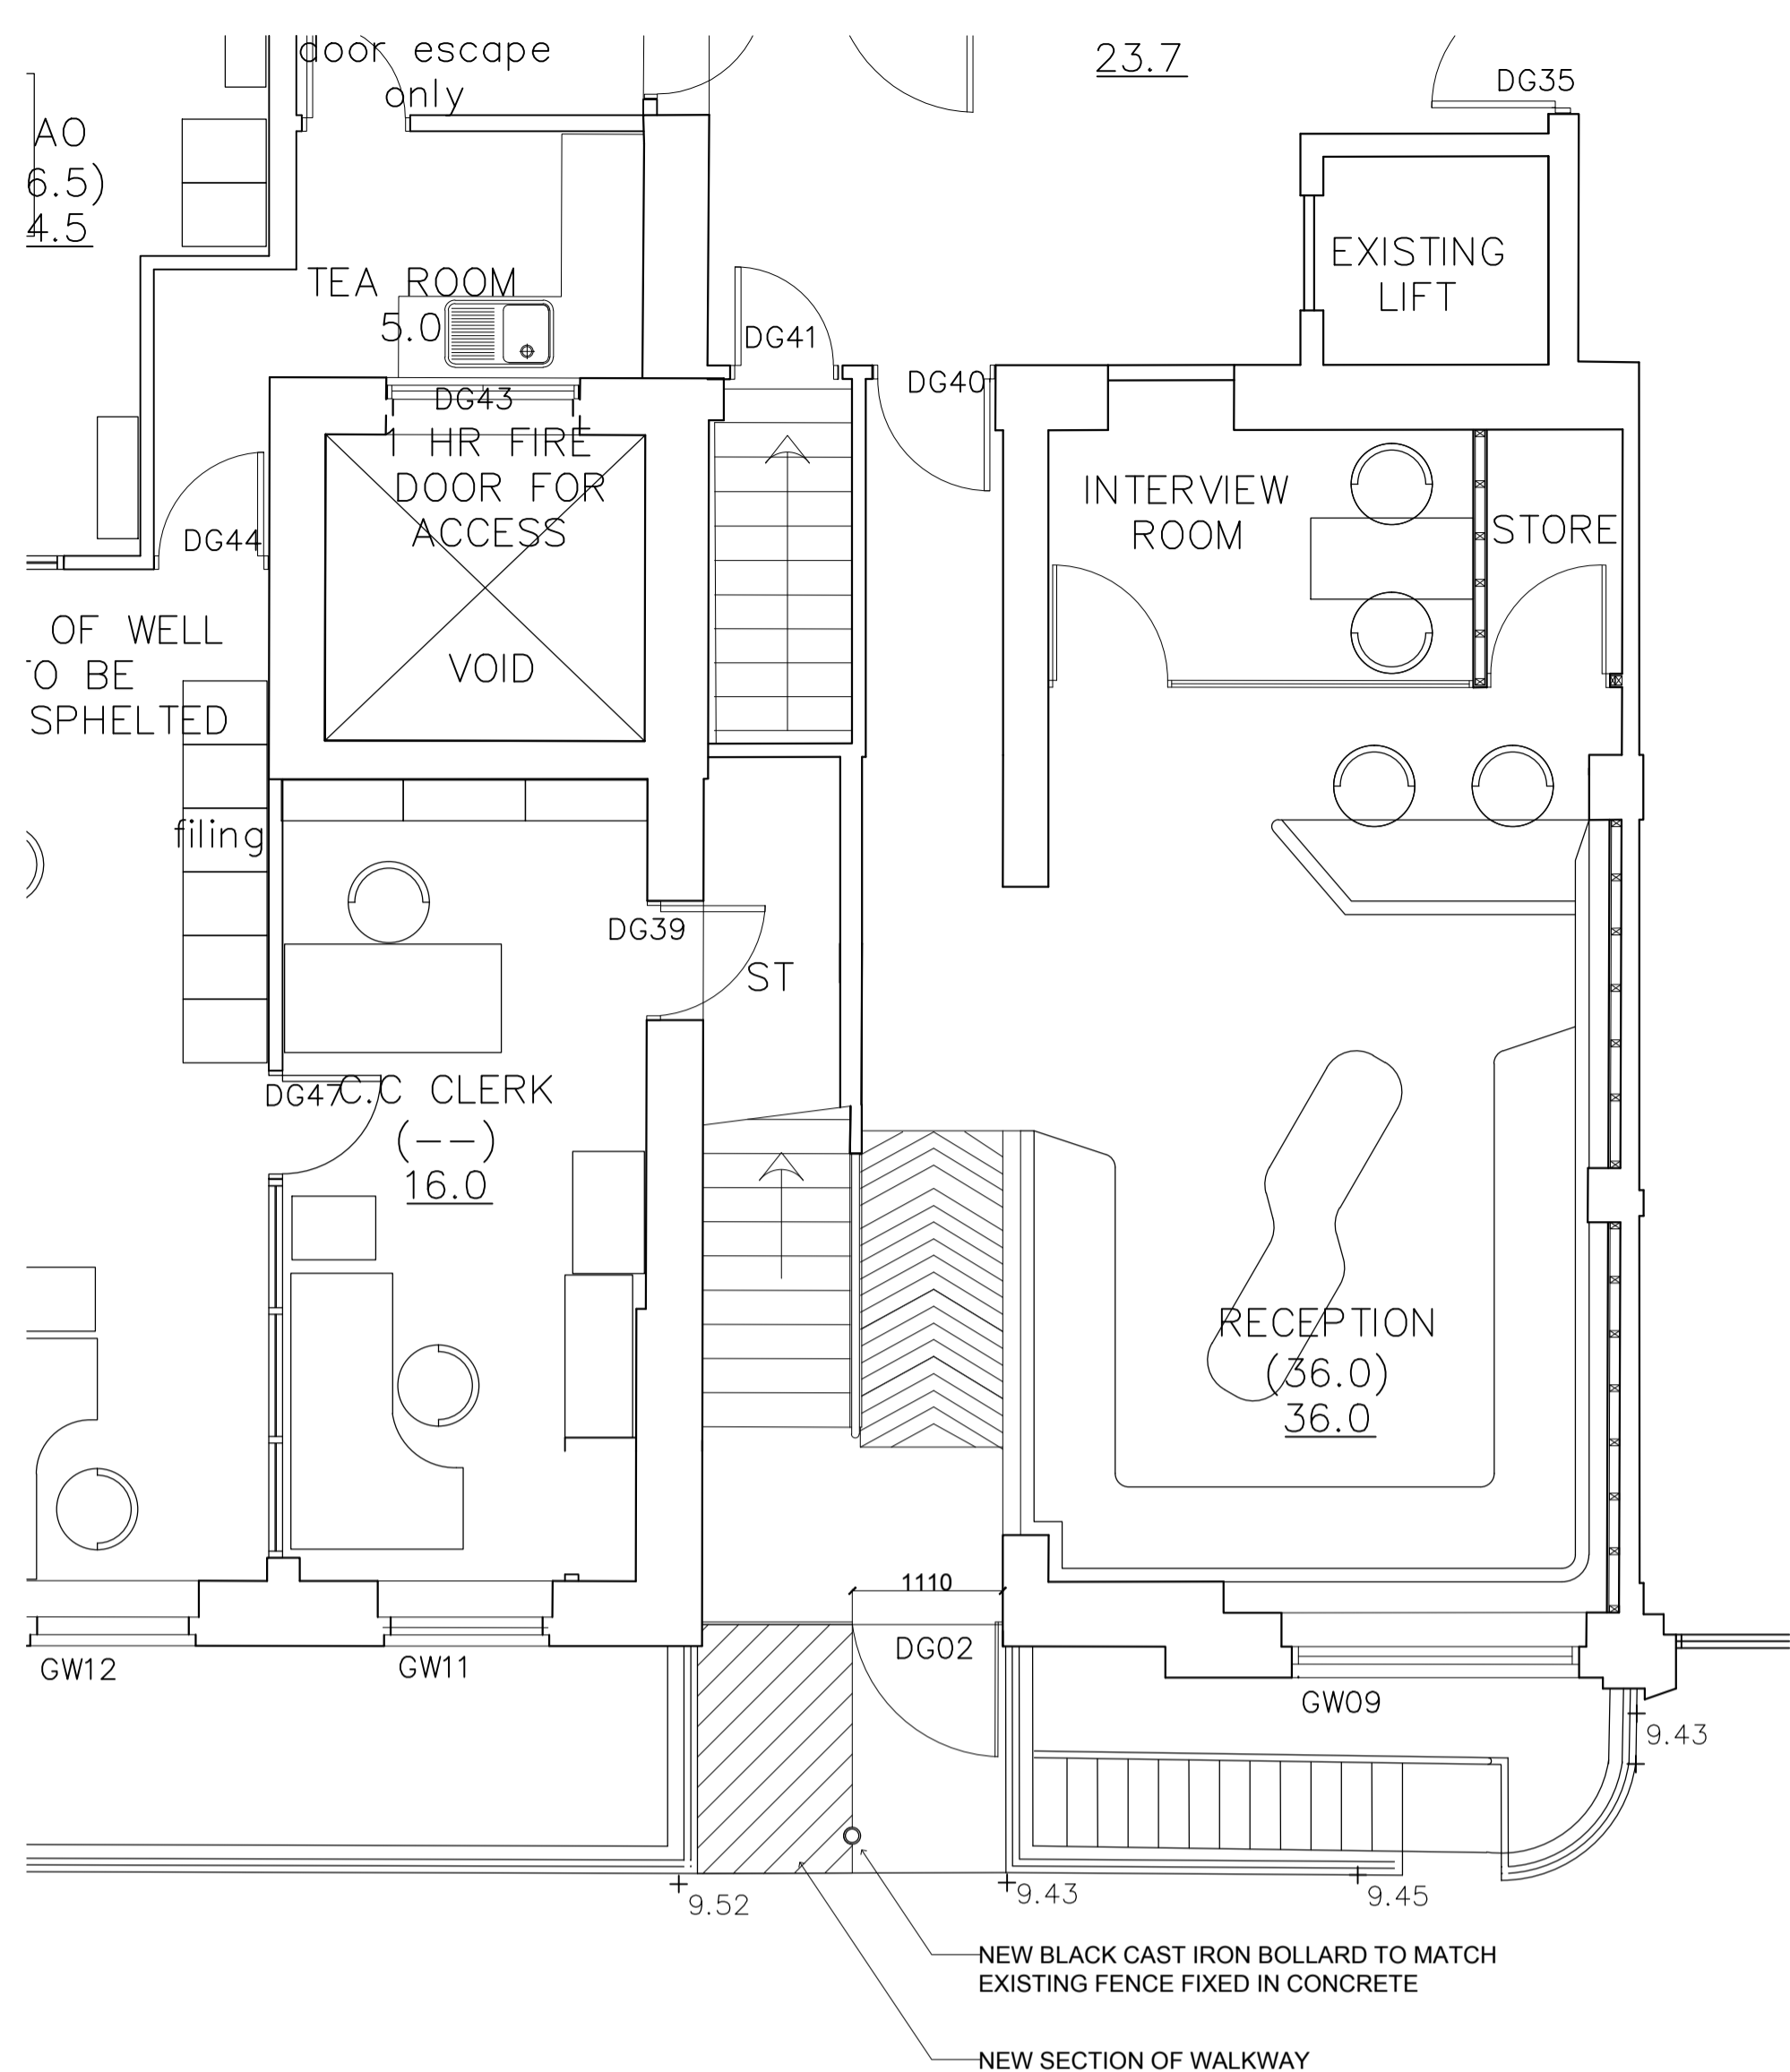 door escape
only
23.7
DG35
AO
6.5)
4.5
EXISTING
LIFT
TEA ROOM
5.0
DG41
DG40
DG43
1 HR FIRE
DOOR FOR
ACCESS
INTERVIEW
ROOM
STORE
DG44
OF WELL
O BE
SPHELTED
VOID
filing
DG39
ST
DG47
C.C CLERK
(--)
16.0
RECEPTION
(36.0)
36.0
1110
DG02
GW12
GW11
GW09
9.43
9.52
9.43
9.45
NEW BLACK CAST IRON BOLLARD TO MATCH
EXISTING FENCE FIXED IN CONCRETE
NEW SECTION OF WALKWAY